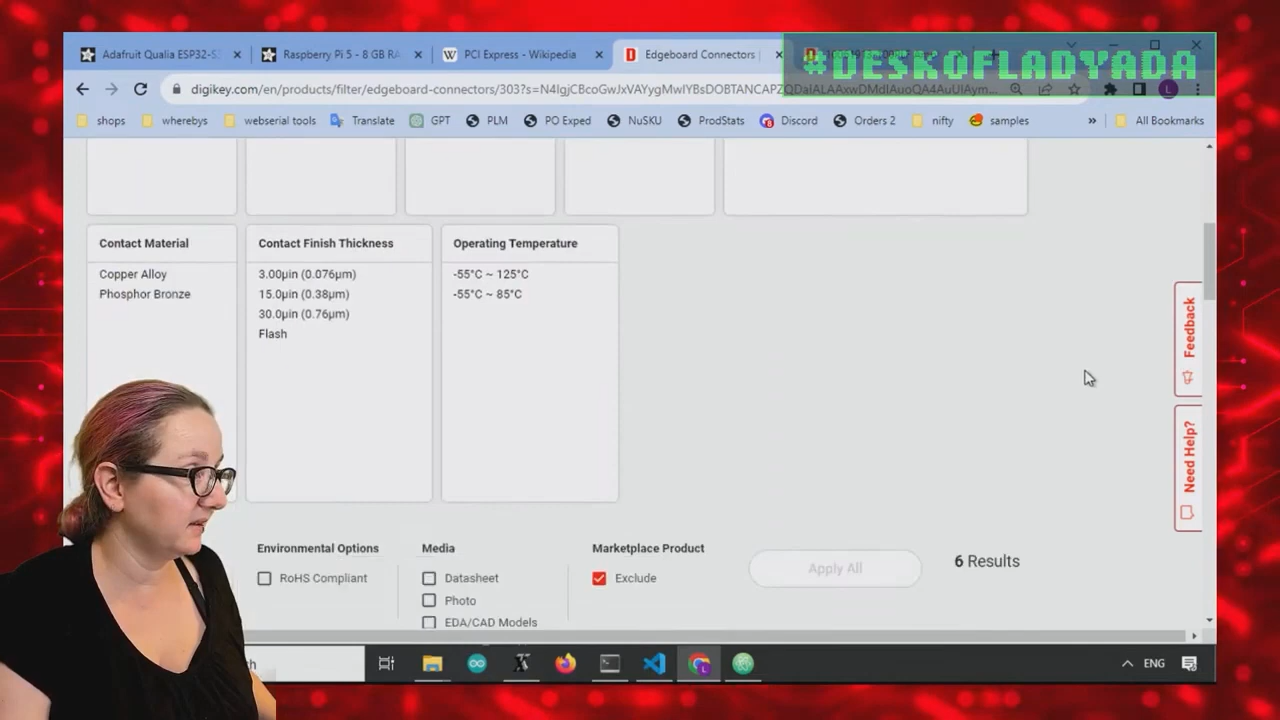 Adafruit Qualia ESP32-S
Raspberry Pi 5 - 8 GB RA
PCI Express - Wikipedia
Edgeboard Connectors
#DESKOFLADYADA
digikey.com/en/products/filter/edgeboard-connectors/303?s=
shops
whereby s
webserial tools
Translate
GPT
PLM
PO Exped
NuSKU
ProdStats
Discord
Orders 2
nifty
samples
»
All Bookmarks
Contact Material
Copper Alloy
Phosphor Bronze
Contact Finish Thickness
3.00µin (0.076µm)
15.0µin (0.38µm)
30.0µin (0.76µm)
Flash
Operating Temperature
-55°C ~ 125°C
-55°C ~ 85°C
Feedback
Need Help?
Environmental Options
RoHS Compliant
Media
Datasheet
Photo
EDA/CAD Models
Marketplace Product
Exclude
Apply All
6 Results
ENG